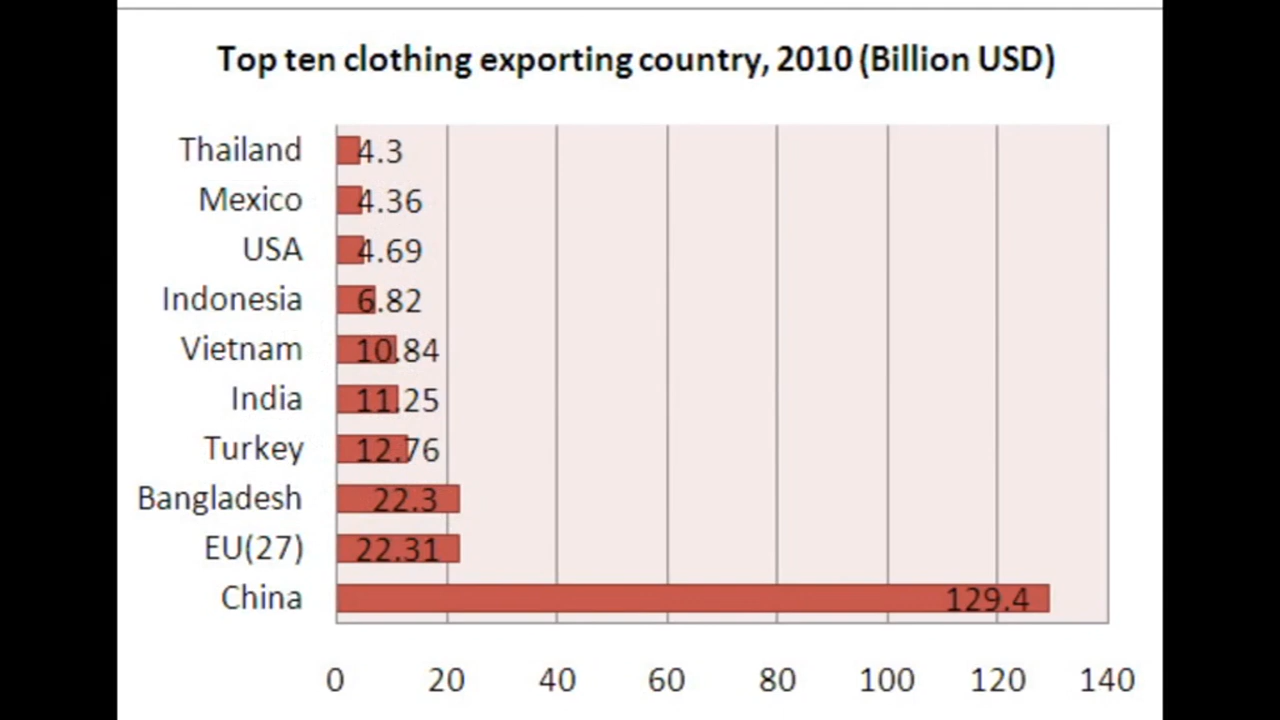 Top ten clothing exporting country, 2010 (Billion USD)
Thailand 4.3
Mexico 4.36
USA 4.69
Indonesia 6.82
Vietnam 10.84
India 11.25
Turkey 12.76
Bangladesh 22.3
EU(27) 22.31
China 129.4
0 20 40 60 80 100 120 140